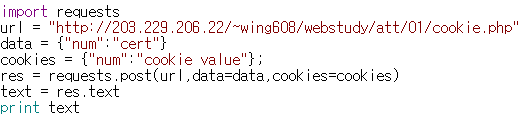 import requests
url = "http://203.229.206.22/~wing608/webstudy/att/01/cookie.php"
data = {"num":"cert"}
cookies = {"num":"cookie value"};
res = requests.post(url,data=data,cookies=cookies)
text = res.text
print text